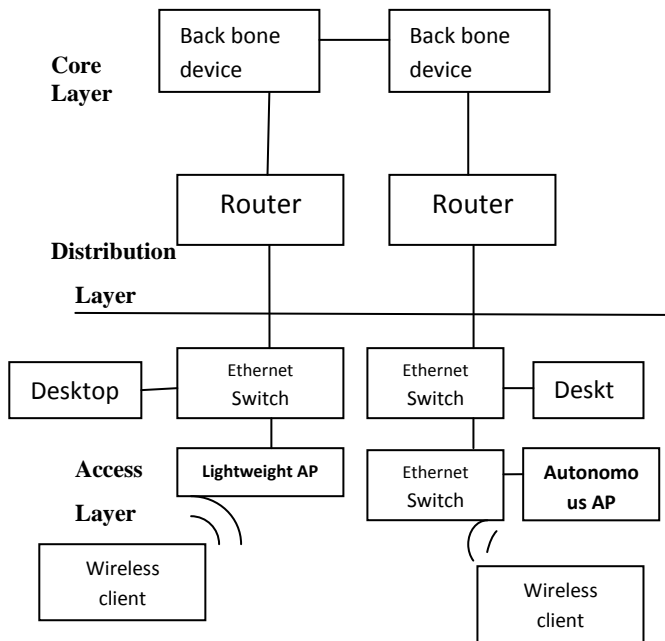 Back bone
device
Back bone
device
Core
Layer
Router
Router
Distribution
Layer
Ethernet
Switch
Ethernet
Switch
Desktop
Deskt
Access
Layer
Lightweight AP
Ethernet
Switch
Autonomo
us AP
Wireless
client
Wireless
client